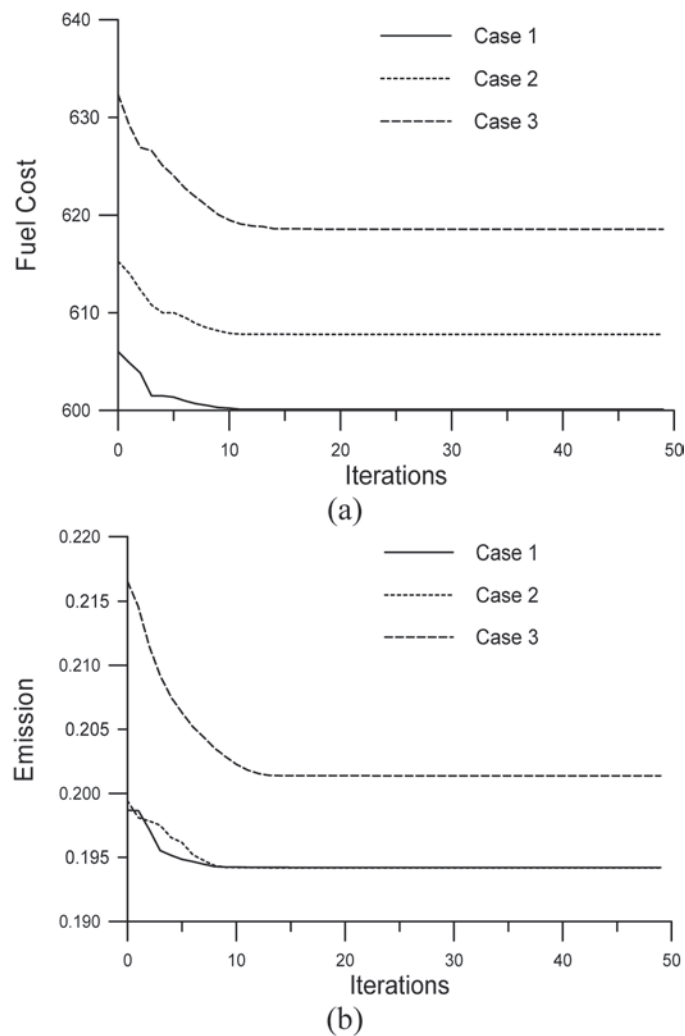 640
630
620
610
600
Fuel Cost
Case 1
Case 2
Case 3
0
10
20
30
40
50
Iterations
(a)
0.220
0.215
0.210
0.205
0.200
0.195
0.190
Emission
Case 1
Case 2
Case 3
0
10
20
30
40
50
Iterations
(b)